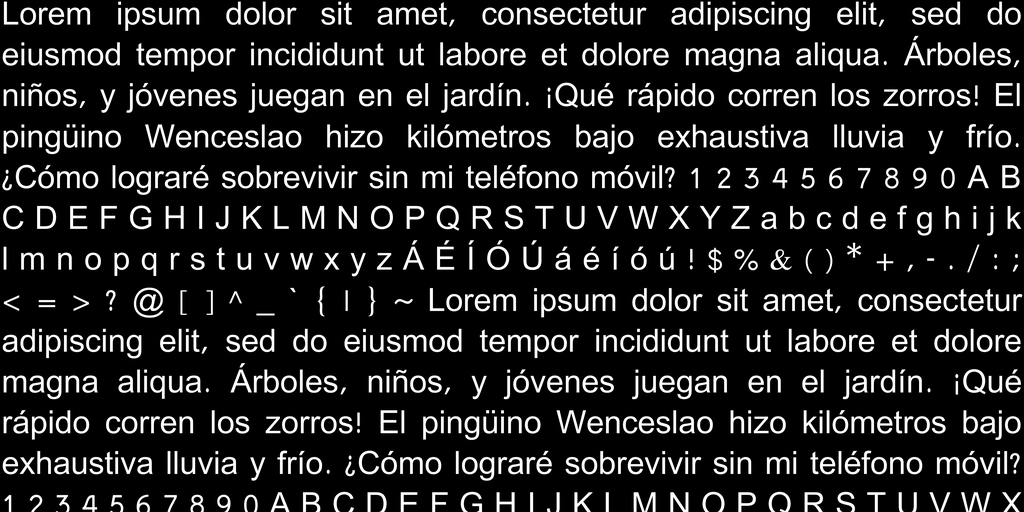 Lorem ipsum dolor sit amet, consectetur adipiscing elit, sed do
eiusmod tempor incididunt ut labore et dolore magna aliqua. Árboles,
niños, y jóvenes juegan en el jardín. ¡Qué rápido corren los zorros! El
pingüino Wenceslao hizo kilómetros bajo exhaustiva lluvia y frío.
¿Cómo lograré sobrevivir sin mi teléfono móvil? 1 2 3 4 5 6 7 8 9 0 A B
C D E F G H I J K L M N O P Q R S T U V W X Y Z a b c d e f g h i j k
l m n o p q r s t u v w x y z Á É Í Ó Ú á é í ó ú ! $ % & ( ) * + , - . / : ;
< = > ? @ [ ] ^ _ ` { | } ~ Lorem ipsum dolor sit amet, consectetur
adipiscing elit, sed do eiusmod tempor incididunt ut labore et dolore
magna aliqua. Árboles, niños, y jóvenes juegan en el jardín. ¡Qué
rápido corren los zorros! El pingüino Wenceslao hizo kilómetros bajo
exhaustiva lluvia y frío. ¿Cómo lograré sobrevivir sin mi teléfono móvil?
1 2 3 4 5 6 7 8 9 0 A B C D E F G H I J K L M N O P Q R S T U V W X